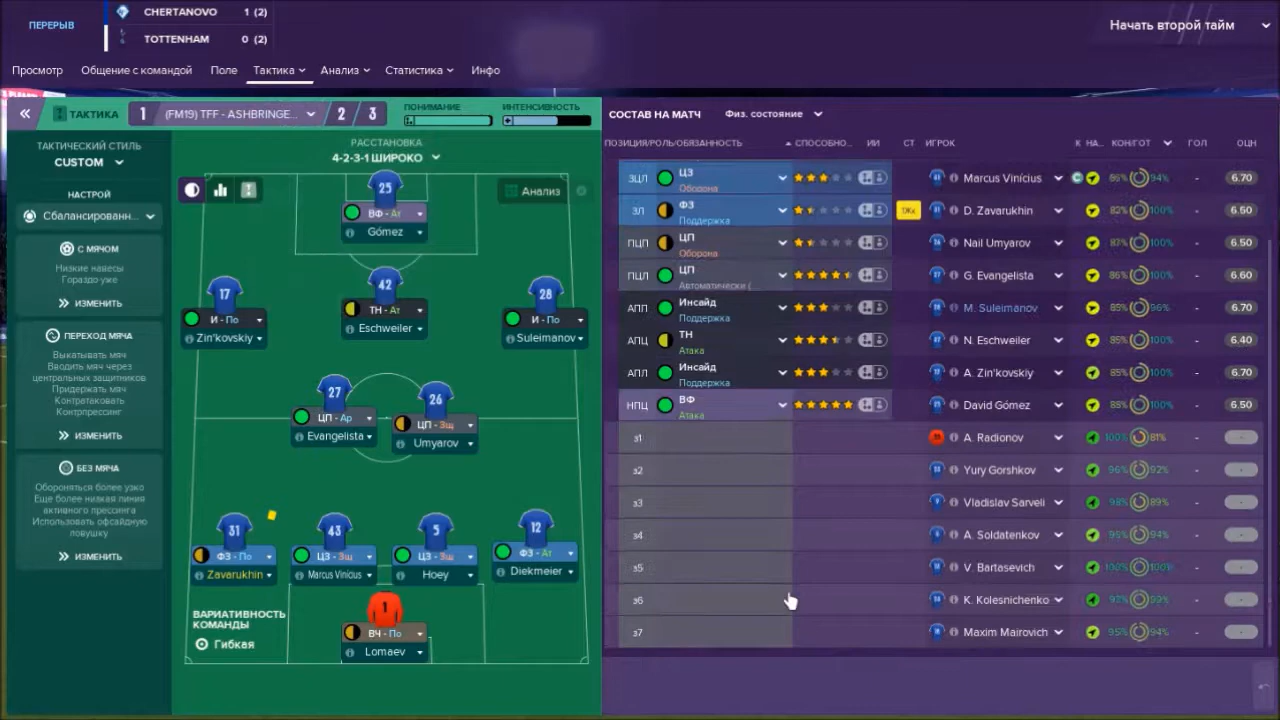 ПЕРЕРЫВ
CHERTANOVO 1 (2)
TOTTENHAM 0 (2)
Начать второй тайм
Просмотр Общение с командой Поле Тактика Анализ Статистика Инфо
ТАКТИКА 1 (FM19) TFF - ASHBRINGE... 2 3
ПОНИМАНИЕ ИНТЕНСИВНОСТЬ
ТАКТИЧЕСКИЙ СТИЛЬ
CUSTOM
НАСТРОЙ
Сбалансированн...
С МЯЧОМ
Низкие навесы
Гораздо уже
ИЗМЕНИТЬ
ПЕРЕХОД МЯЧА
Выкатывать мяч
Вводить мяч через
центральных защитников
Придержать мяч
Контратаковать
Контрпрессинг
ИЗМЕНИТЬ
БЕЗ МЯЧА
Обороняться более узко
Еще более низкая линия
активного прессинга
Использовать офсайдную
ловушку
ИЗМЕНИТЬ
РАССТАНОВКА
4-2-3-1 ШИРОКО
Анализ
25
ВФ - Ат
Gómez
17
И - По
Zin'kovskiy
42
ТН - Ат
Eschweiler
28
И - По
Suleimanov
27
ЦП - Ар
Evangelista
26
ЦП - Зщ
Umyarov
31
ФЗ - По
Zavarukhin
43
ЦЗ - Зщ
Marcus Vinícius
5
ЦЗ - Зщ
Hoey
12
ФЗ - Ат
Diekmeier
1
ВЧ - По
Lomaev
ВАРИАТИВНОСТЬ
КОМАНДЫ
Гибкая
СОСТАВ НА МАТЧ Физ. состояние
ПОЗИЦИЯ/РОЛЬ/ОБЯЗАННОСТЬ СПОСОБНО... ИИ СТ ИГРОК К НА... КОН/ГОТ ГОЛ ОЦН
ЗЦЛ ЦЗ Marcus Vinícius 86% 94% - 6.70
Оборона
ЗЛ ФЗ D. Zavarukhin 82% 100% - 6.50
Поддержка
ПЦЛ ЦП Nail Umyarov 87% 100% - 6.50
Оборона
ПЦЛ ЦП G. Evangelista 86% 100% - 6.60
Автоматически (...
АПП Инсайд M. Suleimanov 85% 96% - 6.70
Поддержка
АПЦ ТН N. Eschweiler 85% 100% - 6.40
Атака
АПЛ Инсайд A. Zin'kovskiy 85% 100% - 6.70
Поддержка
НПЦ ВФ David Gómez 85% 100% - 6.50
Атака
з1 A. Radionov 100% 81% - -
з2 Yury Gorshkov 96% 92% - -
з3 Vladislav Sarveli 98% 89% - -
з4 A. Soldatenkov 95% 94% - -
з5 V. Bartasevich 100% 100% - -
з6 K. Kolesnichenko 97% 99% - -
з7 Maxim Mairovich 95% 94% - -